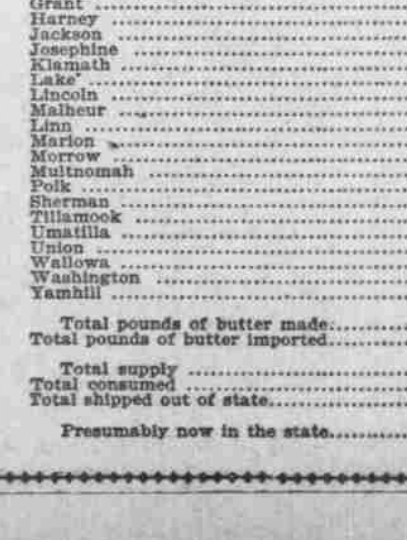 Grant ..............................
Harney ..............................
Jackson ..............................
Josephine ..............................
Klamath ..............................
Lake ..............................
Lincoln ..............................
Malheur ..............................
Linn ..............................
Marion ..............................
Morrow ..............................
Multnomah ..............................
Polk ..............................
Sherman ..............................
Tillamook ..............................
Umatilla ..............................
Union ..............................
Wallowa ..............................
Washington ..............................
Yamhill ..............................
Total pounds of butter made..........
Total pounds of butter imported..........
Total supply ..............................
Total consumed ..............................
Total shipped out of state....................
Presumably now in the state..........